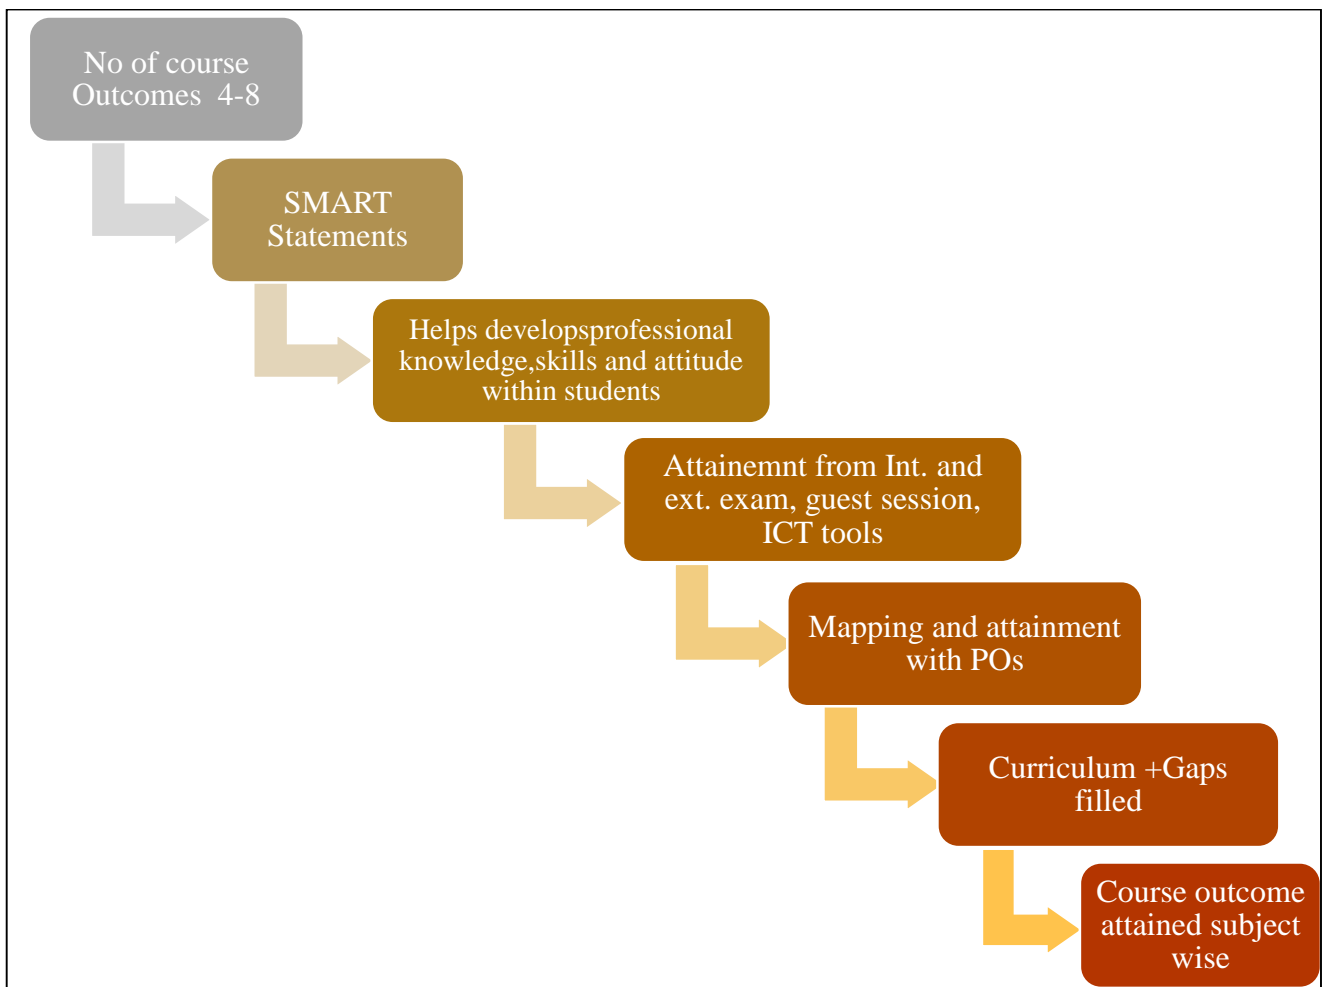 No of course
Outcomes  4-8
SMART
Statements
Helps developsprofessional
knowledge,skills and attitude
within students
Attainemnt from Int. and
ext. exam, guest session,
ICT tools
Mapping and attainment
with POs
Curriculum +Gaps
filled
Course outcome
attained subject
wise